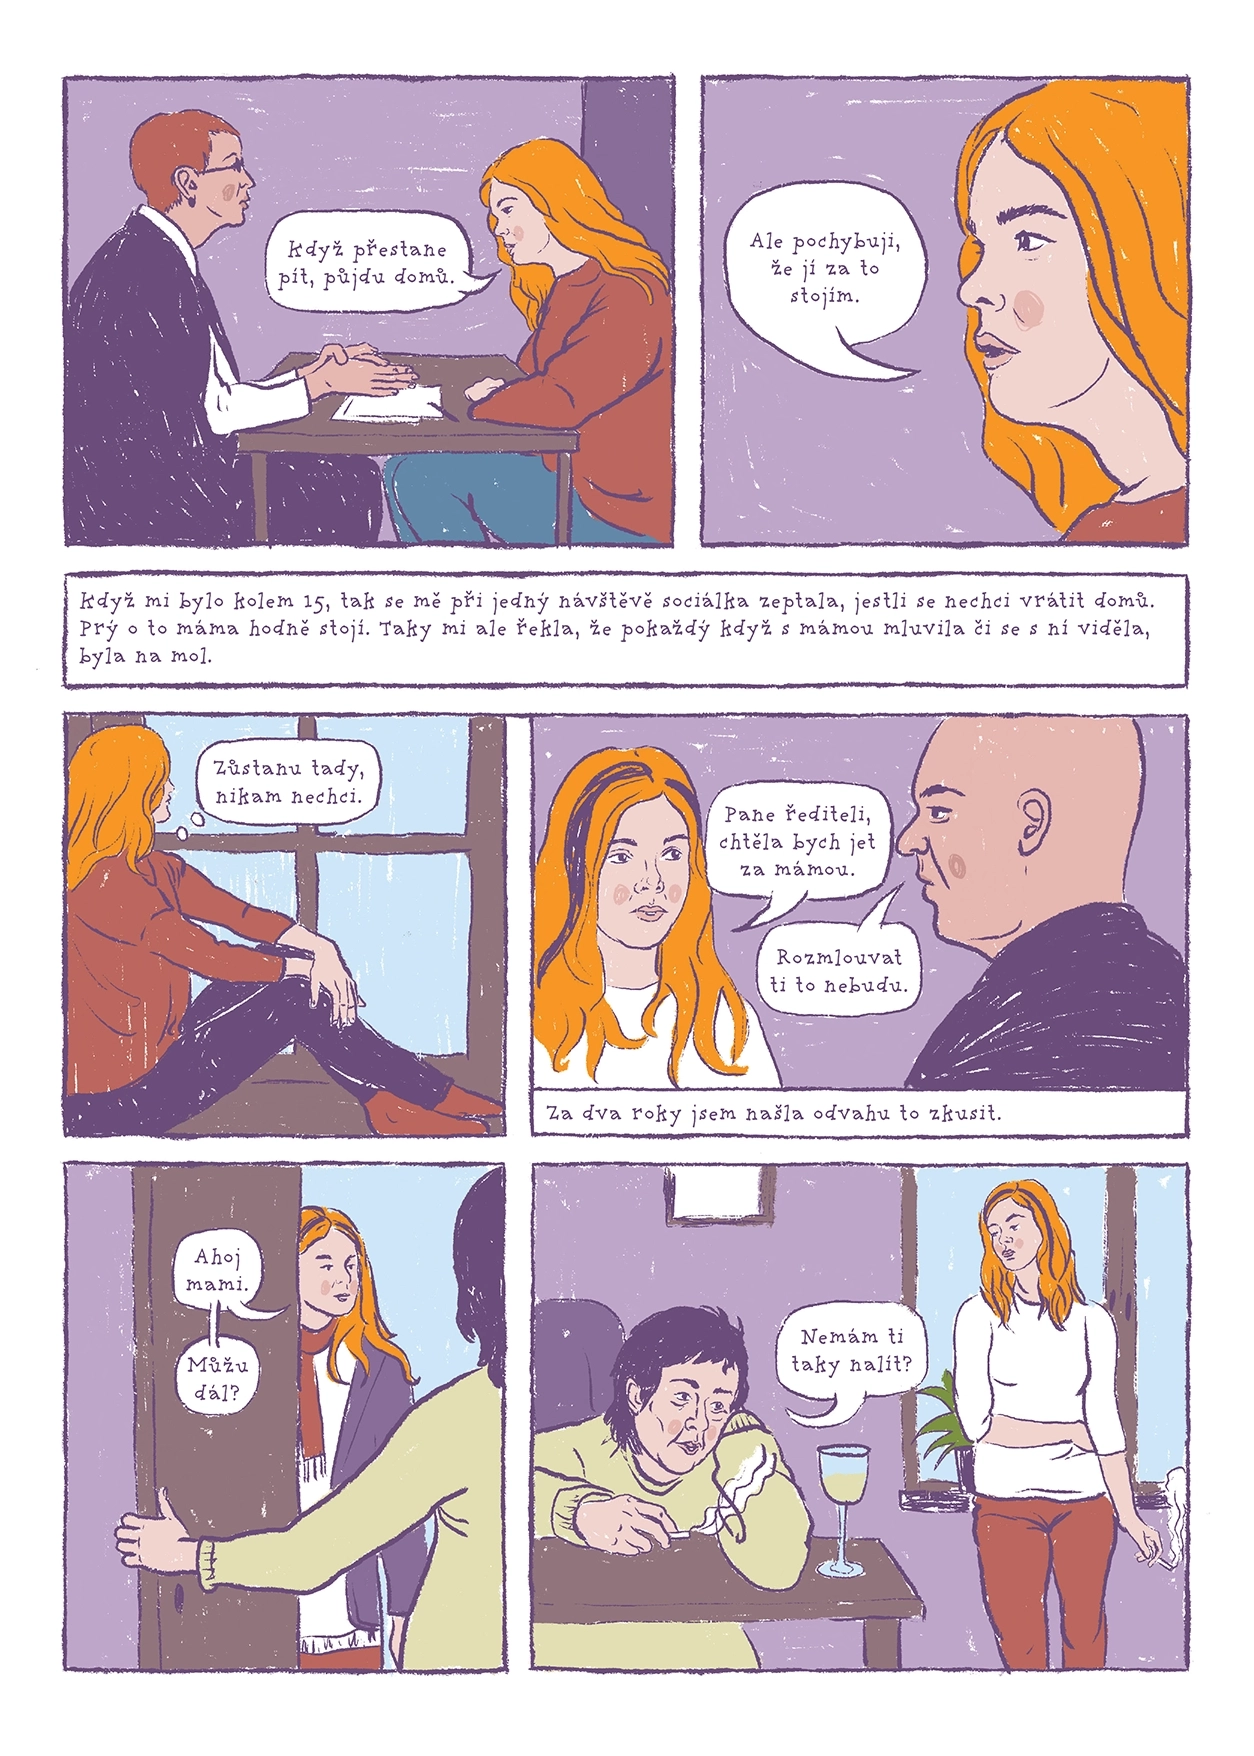 Když přestane
pít, půjdu domů.
Ale pochybuji,
že jí za to
stojím.
Když mi bylo kolem 15, tak se mě při jedný návštěvě sociálka zeptala, jestli se nechci vrátit domů.
Prý o to máma hodně stojí. Taky mi ale řekla, že pokaždý když s mámou mluvila či se s ní viděla,
byla na mol.
Zůstanu tady,
nikam nechci.
Pane řediteli,
chtěla bych jet
za mámou.
Rozmlouvat
ti to nebudu.
Za dva roky jsem našla odvahu to zkusit.
Ahoj
mami.
Můžu
dál?
Nemám ti
taky nalít?